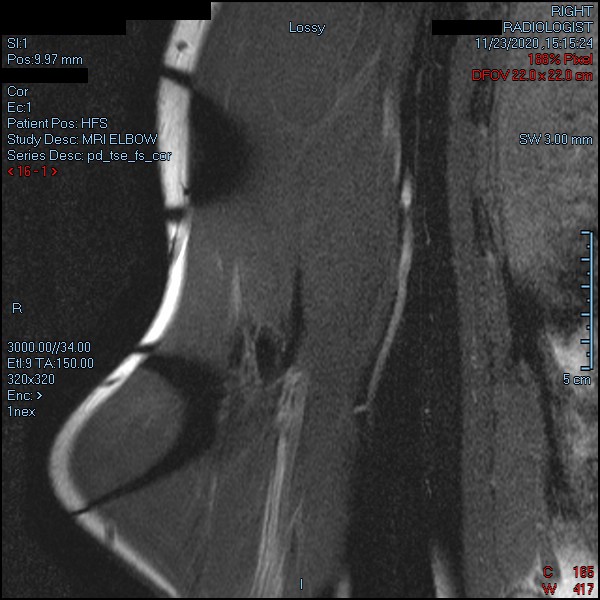 RIGHT
RADIOLOGIST
11/23/2020 ,15:15:24
188% Pixel
DFOV 22.0 x 22.0 cm
Lossy
SI:1
Pos:9.97 mm
Cor
Ec:1
Patient Pos: HFS
Study Desc: MRI ELBOW
Series Desc: pd_tse_fs_cor
< 16 - 1 >
SW 3.00 mm
R
3000.00//34.00
Etl:9 TA:150.00
320x320
Enc: >
1nex
5 cm
I
C 165
W 417